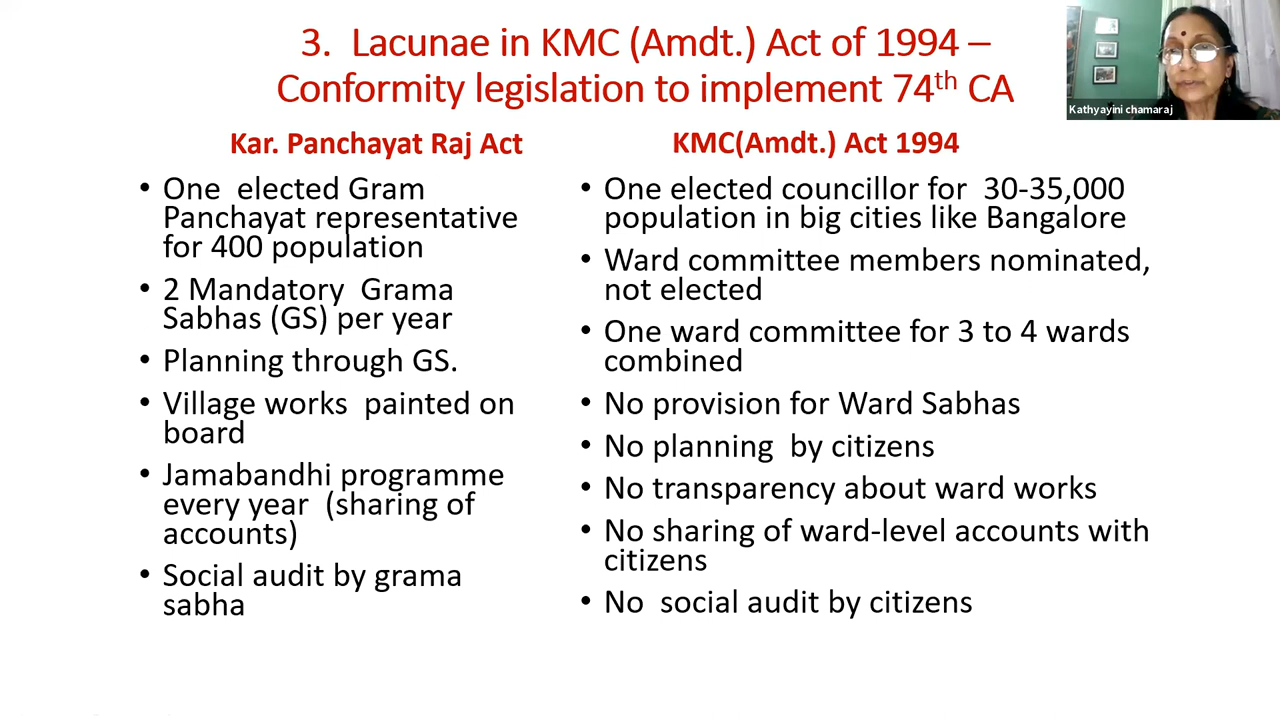 3. Lacunae in KMC (Amdt.) Act of 1994 –
Conformity legislation to implement 74th CA
Kathyayini chamaraj
Kar. Panchayat Raj Act
• One elected Gram
Panchayat representative
for 400 population
• 2 Mandatory Grama
Sabhas (GS) per year
• Planning through GS.
• Village works painted on
board
• Jamabandhi programme
every year (sharing of
accounts)
• Social audit by grama
sabha
KMC(Amdt.) Act 1994
• One elected councillor for 30-35,000
population in big cities like Bangalore
• Ward committee members nominated,
not elected
• One ward committee for 3 to 4 wards
combined
• No provision for Ward Sabhas
• No planning by citizens
• No transparency about ward works
• No sharing of ward-level accounts with
citizens
• No social audit by citizens